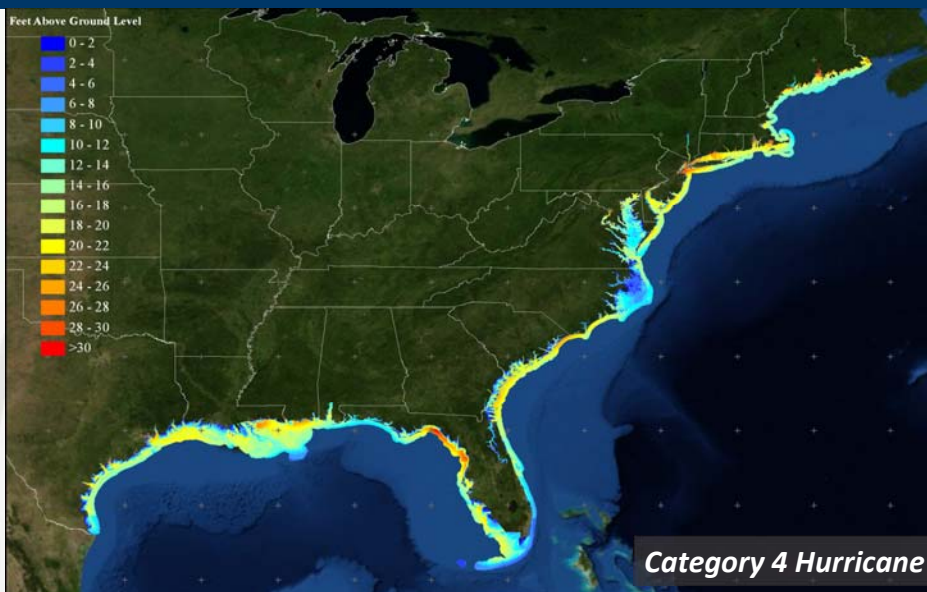 Feet Above Ground Level
0 - 2
2 - 4
4 - 6
6 - 8
8 - 10
10 - 12
12 - 14
14 - 16
16 - 18
18 - 20
20 - 22
22 - 24
24 - 26
26 - 28
28 - 30
>30
Category 4 Hurricane